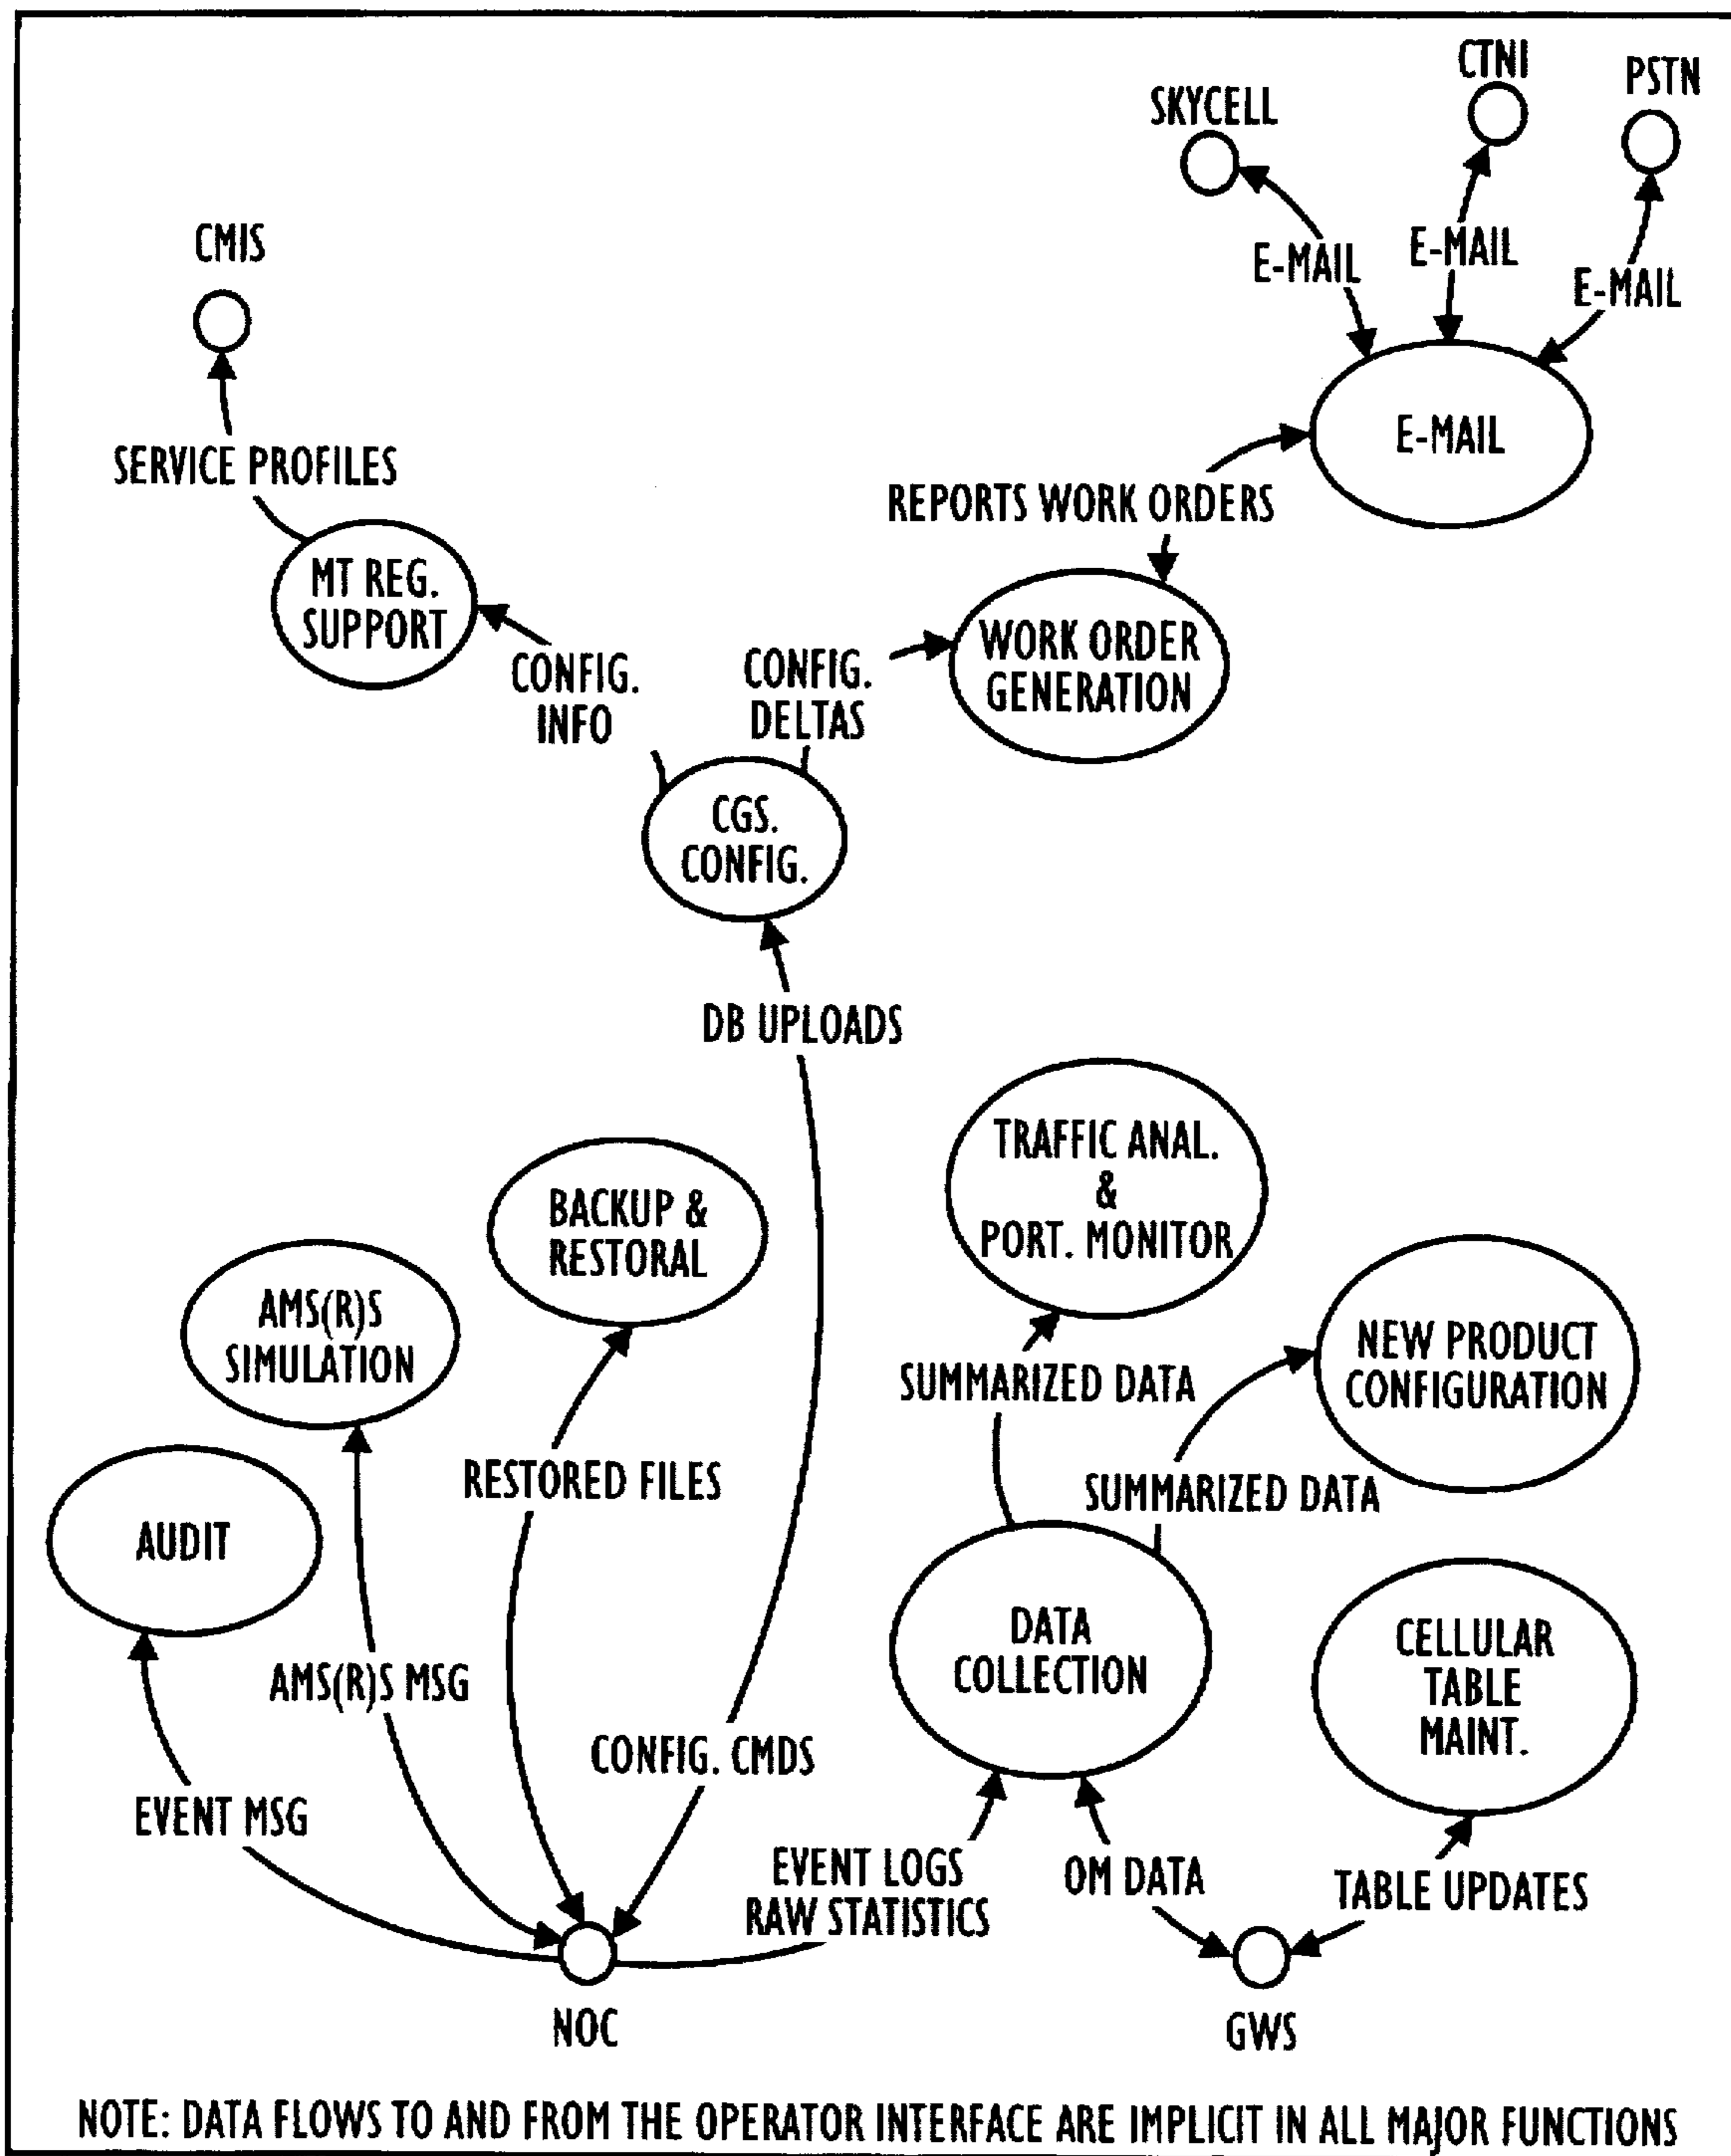 CTNI
PSTN
SKYCELL
CMIS
E-MAIL
E-MAIL
E-MAIL
E-MAIL
SERVICE PROFILES
REPORTS WORK ORDERS
MT REG.
SUPPORT
WORK ORDER
GENERATION
CONFIG.
INFO
CONFIG.
DELTAS
CGS.
CONFIG.
DB UPLOADS
TRAFFIC ANAL.
&
PORT. MONITOR
BACKUP &
RESTORAL
AMS(R)S
SIMULATION
NEW PRODUCT
CONFIGURATION
SUMMARIZED DATA
RESTORED FILES
SUMMARIZED DATA
AUDIT
DATA
COLLECTION
CELLULAR
TABLE
MAINT.
AMS(R)S MSG
CONFIG. CMDS
EVENT MSG
EVENT LOGS
RAW STATISTICS
OM DATA
TABLE UPDATES
NOC
GWS
NOTE: DATA FLOWS TO AND FROM THE OPERATOR INTERFACE ARE IMPLICIT IN ALL MAJOR FUNCTIONS